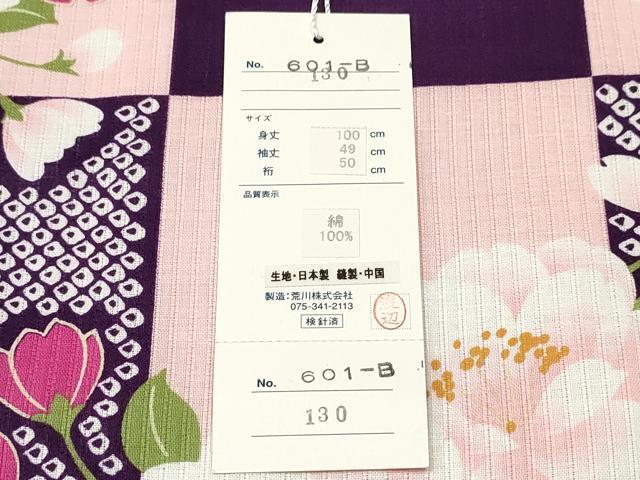 No. 601-B
130
サイズ
身丈 100 cm
袖丈 49 cm
裄 50 cm
品質表示
綿
100%
生地・日本製 縫製・中国
製造:荒川株式会社
075-341-2113
検針済
No. 601-B
130